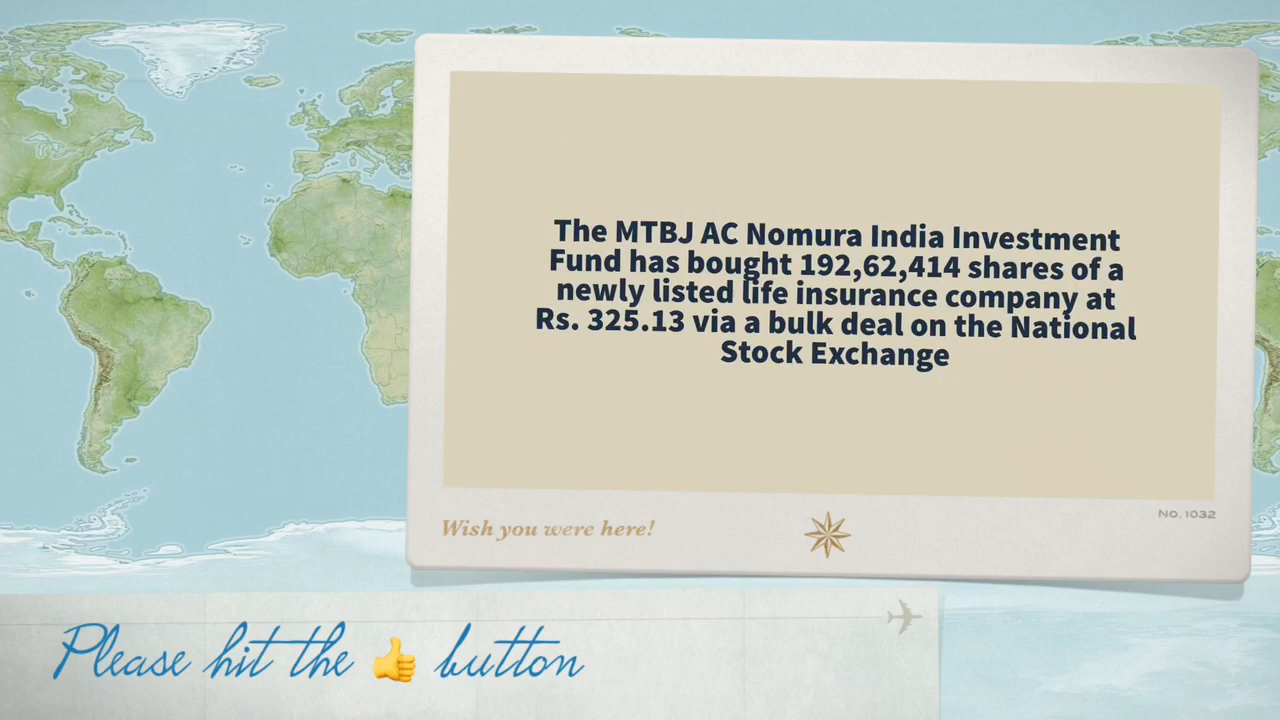 The MTBJ AC Nomura India Investment
Fund has bought 192,62,414 shares of a
newly listed life insurance company at
Rs. 325.13 via a bulk deal on the National
Stock Exchange
Wish you were here!
NO. 1032
Please hit the 👍 button